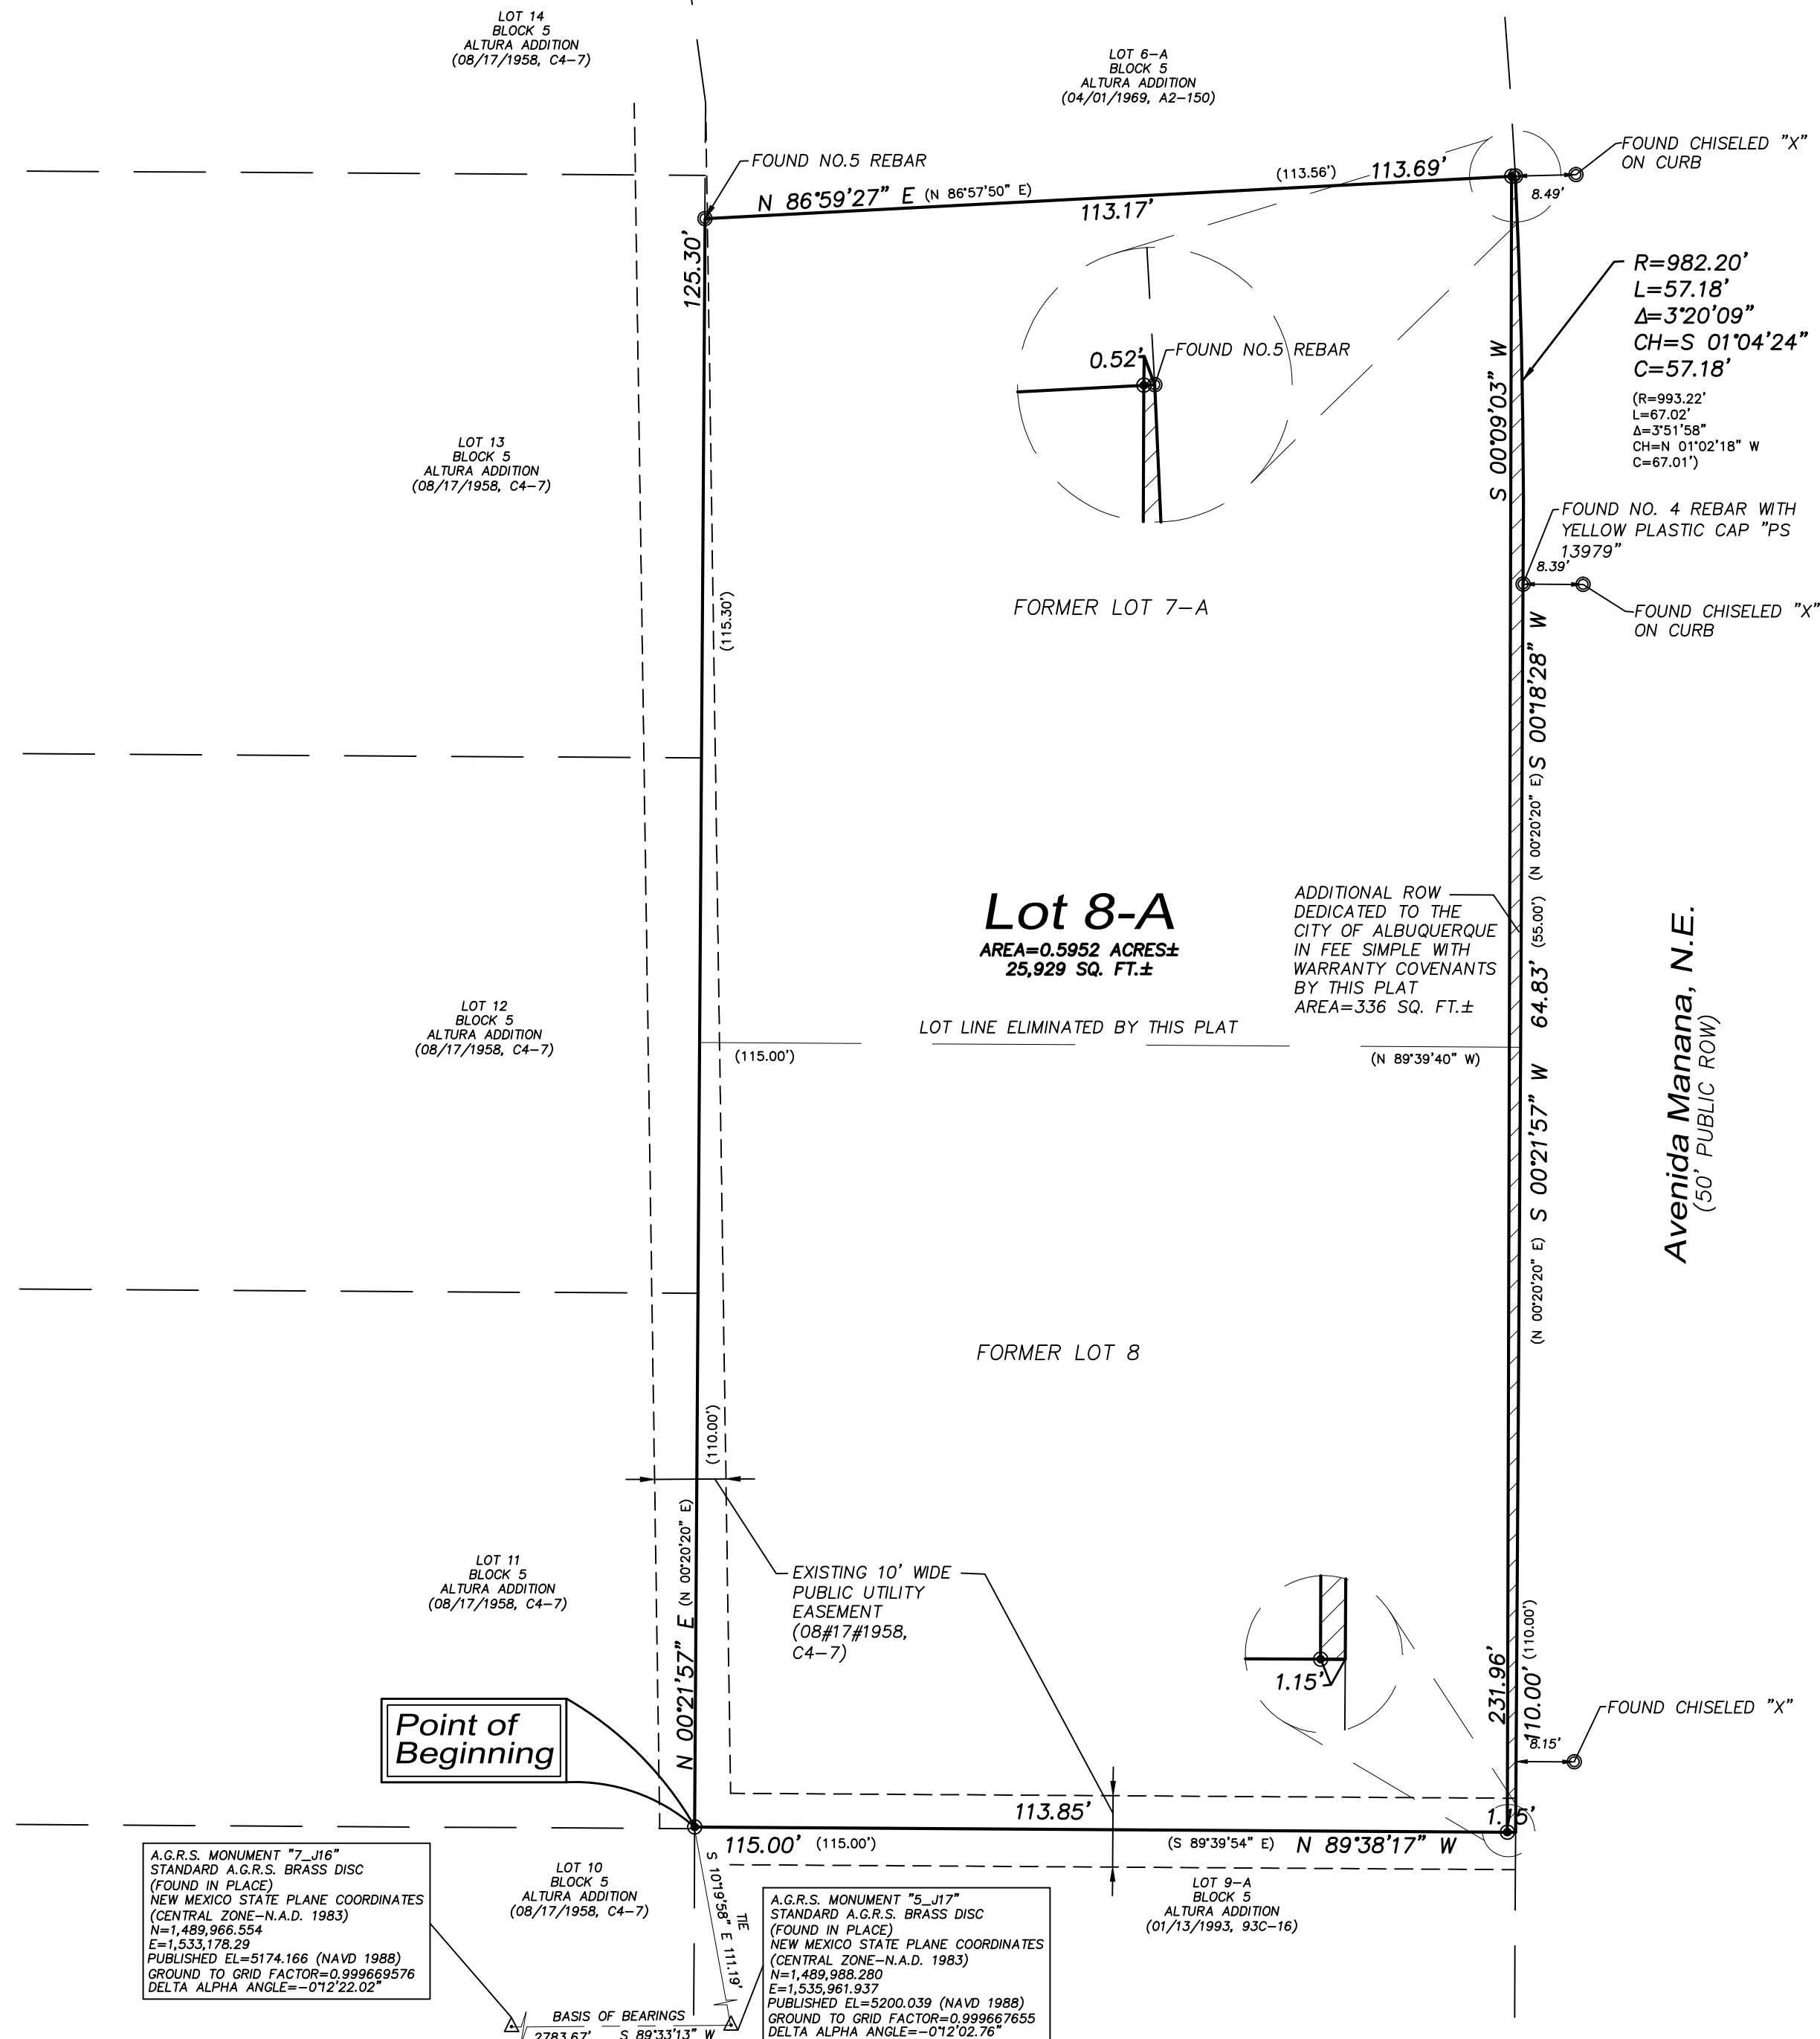 LOT 14
BLOCK 5
ALTURA ADDITION
(08/17/1958, C4-7)
LOT 6-A
BLOCK 5
ALTURA ADDITION
(04/01/1969, A2-150)
FOUND CHISELED "X"
ON CURB
FOUND NO.5 REBAR
N 86°59'27" E (N 86°57'50" E)
(113.56') 113.69'
113.17'
8.49'
125.30'
R=982.20'
L=57.18'
Δ=3°20'09"
CH=S 01°04'24"
C=57.18'
(R=993.22'
L=67.02'
Δ=3°51'58"
CH=N 01°02'18" W
C=67.01')
0.52'
FOUND NO.5 REBAR
S 00°09'03" W
LOT 13
BLOCK 5
ALTURA ADDITION
(08/17/1958, C4-7)
FOUND NO. 4 REBAR WITH
YELLOW PLASTIC CAP "PS
13979"
8.39'
FOUND CHISELED "X"
ON CURB
(115.30')
FORMER LOT 7-A
64.83' (55.00') (N 00°20'20" E) S 00°18'28" W
Lot 8-A
AREA=0.5952 ACRES±
25,929 SQ. FT.±
ADDITIONAL ROW
DEDICATED TO THE
CITY OF ALBUQUERQUE
IN FEE SIMPLE WITH
WARRANTY COVENANTS
BY THIS PLAT
AREA=336 SQ. FT.±
Avenida Manana, N.E.
(50' PUBLIC ROW)
LOT 12
BLOCK 5
ALTURA ADDITION
(08/17/1958, C4-7)
LOT LINE ELIMINATED BY THIS PLAT
(115.00')
(N 89°39'40" W)
(N 00°20'20" E) S 00°21'57" W
FORMER LOT 8
(110.00')
LOT 11
BLOCK 5
ALTURA ADDITION
(08/17/1958, C4-7)
N 00°21'57" E (N 00°20'20" E)
EXISTING 10' WIDE
PUBLIC UTILITY
EASEMENT
(08#17#1958,
C4-7)
1.15'
231.96'
110.00' (110.00')
FOUND CHISELED "X"
8.15'
Point of
Beginning
113.85'
1.15'
115.00' (115.00')
(S 89°39'54" E) N 89°38'17" W
A.G.R.S. MONUMENT "7_J16"
STANDARD A.G.R.S. BRASS DISC
(FOUND IN PLACE)
NEW MEXICO STATE PLANE COORDINATES
(CENTRAL ZONE-N.A.D. 1983)
N=1,489,966.554
E=1,533,178.29
PUBLISHED EL=5174.166 (NAVD 1988)
GROUND TO GRID FACTOR=0.999669576
DELTA ALPHA ANGLE=-0°12'22.02"
LOT 10
BLOCK 5
ALTURA ADDITION
(08/17/1958, C4-7)
TIE
S 10°19'58" E 111.19'
A.G.R.S. MONUMENT "5_J17"
STANDARD A.G.R.S. BRASS DISC
(FOUND IN PLACE)
NEW MEXICO STATE PLANE COORDINATES
(CENTRAL ZONE-N.A.D. 1983)
N=1,489,988.280
E=1,535,961.937
PUBLISHED EL=5200.039 (NAVD 1988)
GROUND TO GRID FACTOR=0.999667655
DELTA ALPHA ANGLE=-0°12'02.76"
LOT 9-A
BLOCK 5
ALTURA ADDITION
(01/13/1993, 93C-16)
BASIS OF BEARINGS
2783.67' S 89°33'13" W